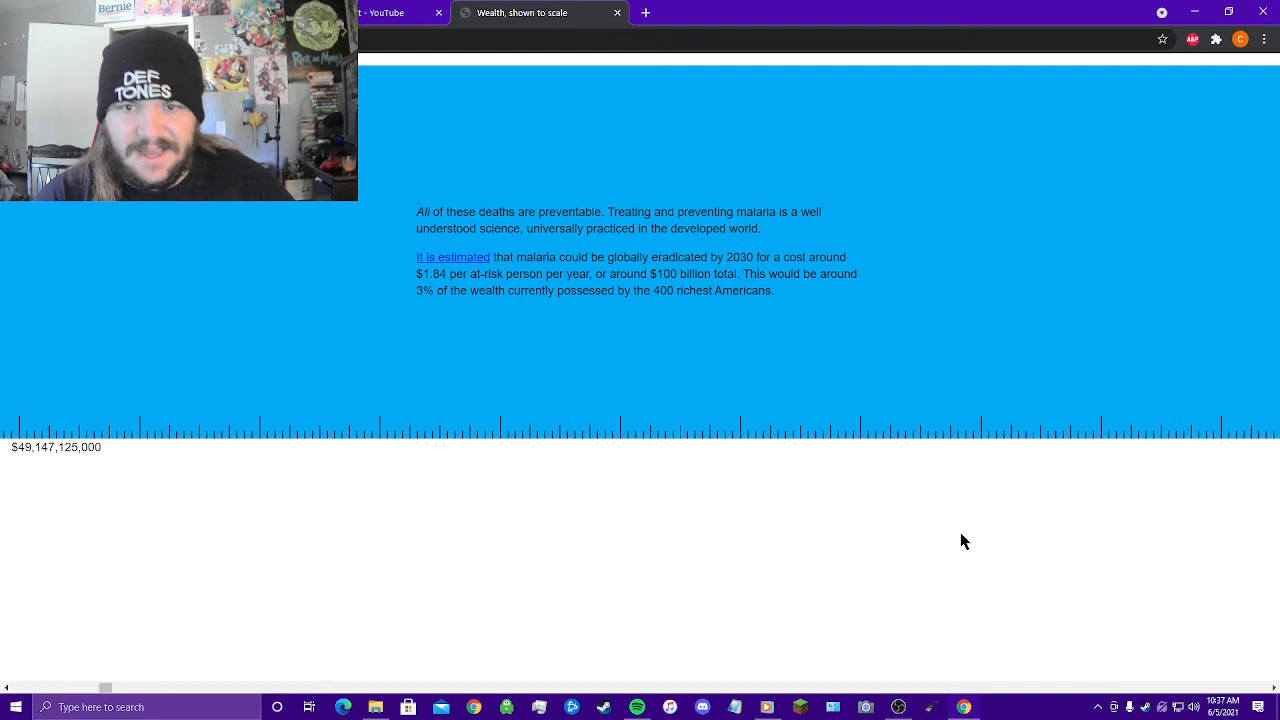 Bernie
DEF
TONES
RICK AND MORTY
t - YouTube
Wealth, shown to scale
ABP
C
All of these deaths are preventable. Treating and preventing malaria is a well
understood science, universally practiced in the developed world.
It is estimated that malaria could be globally eradicated by 2030 for a cost around
$1.84 per at-risk person per year, or around $100 billion total. This would be around
3% of the wealth currently possessed by the 400 richest Americans.
$49,147,125,000
Type here to search
10:37 AM
6/5/2021